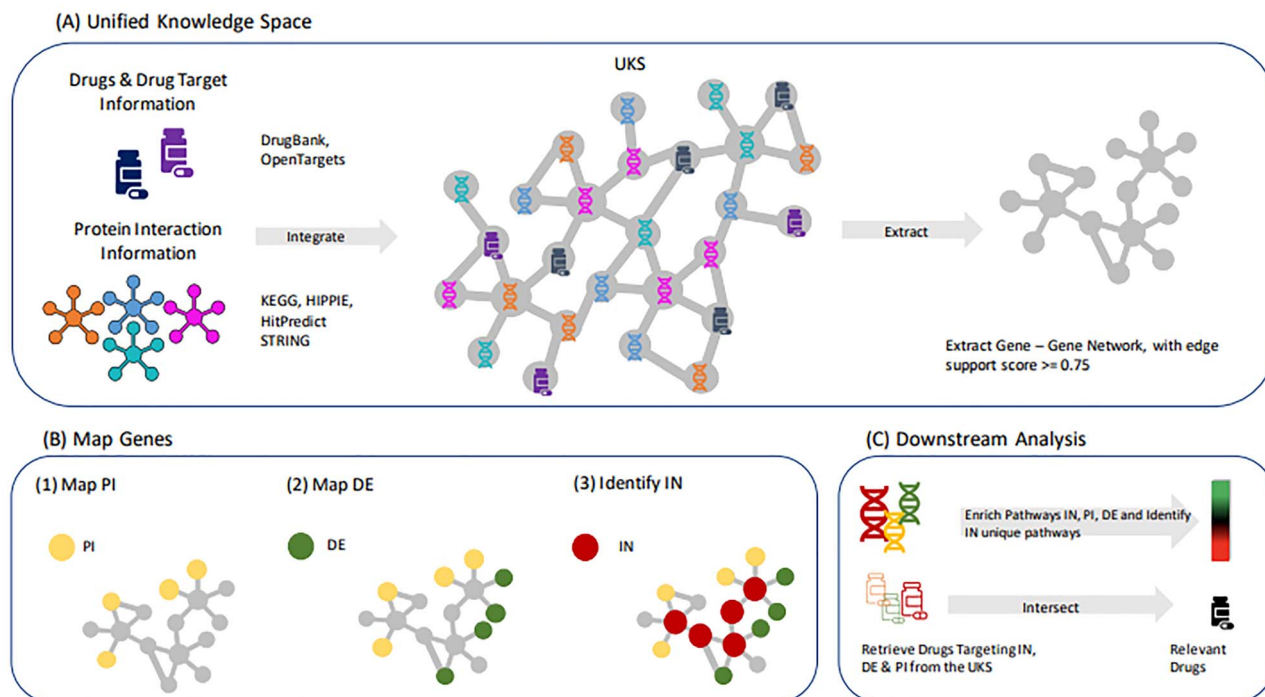 (A) Unified Knowledge Space
Drugs & Drug Target
Information
DrugBank,
OpenTargets
Protein Interaction
Information
KEGG, HIPPIE,
HitPredict
STRING
Integrate
UKS
Extract
Extract Gene – Gene Network, with edge
support score >= 0.75
(B) Map Genes
(1) Map PI
PI
(2) Map DE
DE
(3) Identify IN
IN
(C) Downstream Analysis
Enrich Pathways IN, PI, DE and Identify
IN unique pathways
Intersect
Retrieve Drugs Targeting IN,
DE & PI from the UKS
Relevant
Drugs